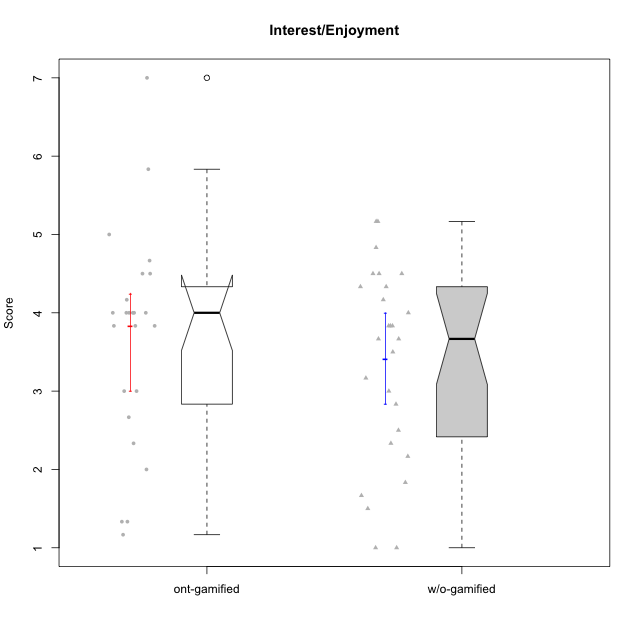 Interest/Enjoyment
Score
7
6
5
4
3
2
1
ont-gamified
w/o-gamified